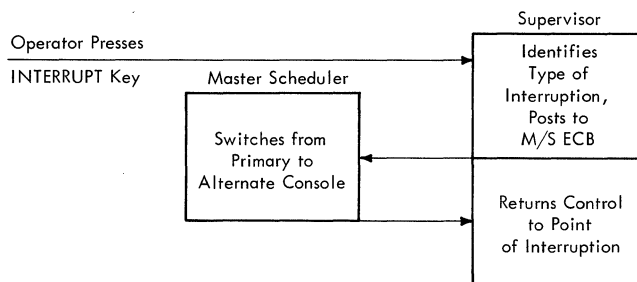 Supervisor
Operator Presses
INTERRUPT Key
Identifies
Type of
Interruption,
Posts to
M/S ECB
Master Scheduler
Switches from
Primary to
Alternate Console
Returns Control
to Point
of Interruption